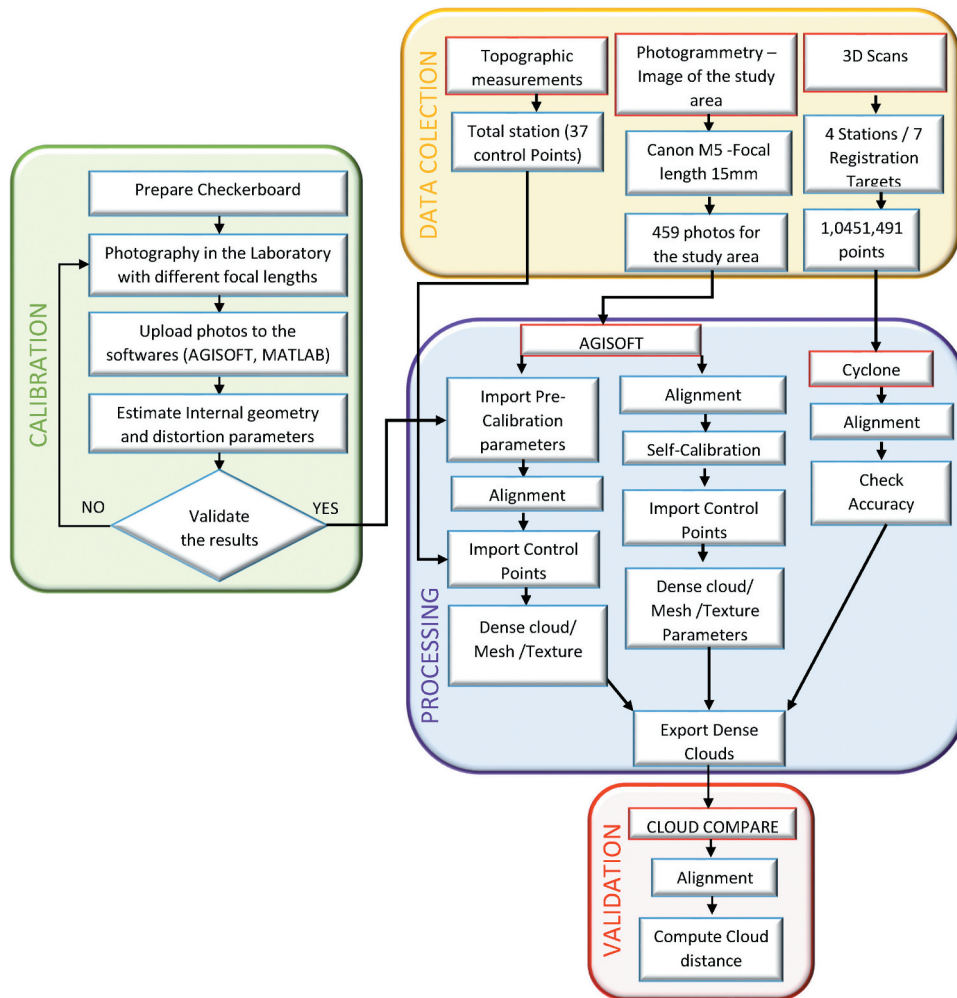 DATA COLECTION
Topographic
measurements
Total station (37
control Points)
Photogrammetry –
Image of the study
area
Canon M5 -Focal
length 15mm
459 photos for
the study area
3D Scans
4 Stations / 7
Registration
Targets
1,0451,491
points
CALIBRATION
Prepare Checkerboard
Photography in the Laboratory
with different focal lengths
Upload photos to the
softwares (AGISOFT, MATLAB)
Estimate Internal geometry
and distortion parameters
NO
Validate
the results
YES
PROCESSING
AGISOFT
Import Pre-
Calibration
parameters
Alignment
Import Control
Points
Dense cloud/
Mesh /Texture
Alignment
Self-Calibration
Import Control
Points
Dense cloud/
Mesh /Texture
Parameters
Cyclone
Alignment
Check
Accuracy
Export Dense
Clouds
VALIDATION
CLOUD COMPARE
Alignment
Compute Cloud
distance